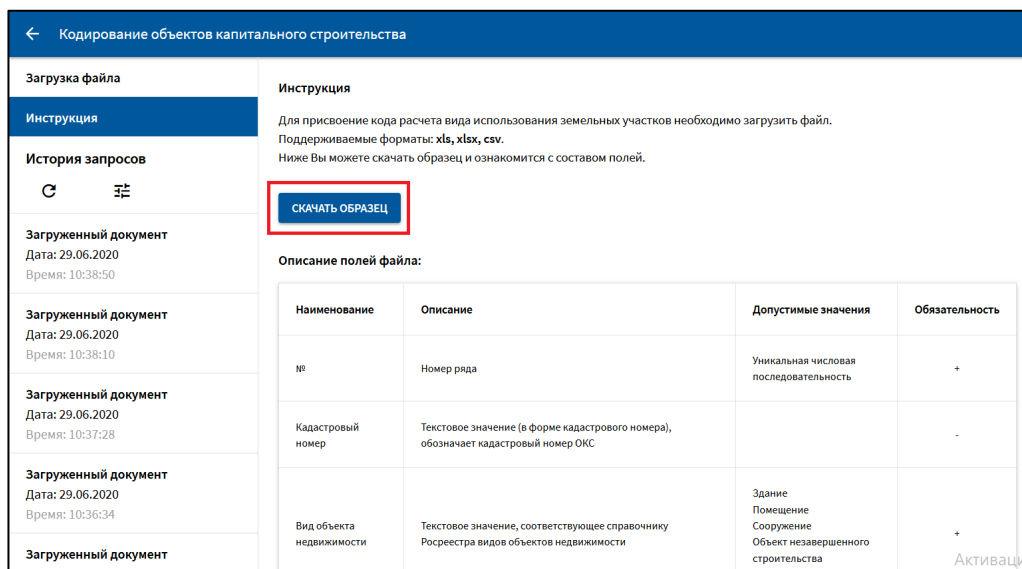 Кодирование объектов капитального строительства
Загрузка файла
Инструкция
История запросов
Загруженный документ
Дата: 29.06.2020
Время: 10:38:50
Загруженный документ
Дата: 29.06.2020
Время: 10:38:10
Загруженный документ
Дата: 29.06.2020
Время: 10:37:28
Загруженный документ
Дата: 29.06.2020
Время: 10:36:34
Загруженный документ
Инструкция
Для присвоение кода расчета вида использования земельных участков необходимо загрузить файл.
Поддерживаемые форматы: xls, xlsx, csv.
Ниже Вы можете скачать образец и ознакомится с составом полей.
СКАЧАТЬ ОБРАЗЕЦ
Описание полей файла:
Наименование Описание Допустимые значения Обязательность
№ Номер ряда Уникальная числовая
последовательность +
Кадастровый
номер
Текстовое значение (в форме кадастрового номера),
обозначает кадастровый номер ОКС
-
Вид объекта
недвижимости
Текстовое значение, соответствующее справочнику
Росреестра видов объектов недвижимости
Здание
Помещение
Сооружение
Объект незавершенного
строительства
+
Активаци